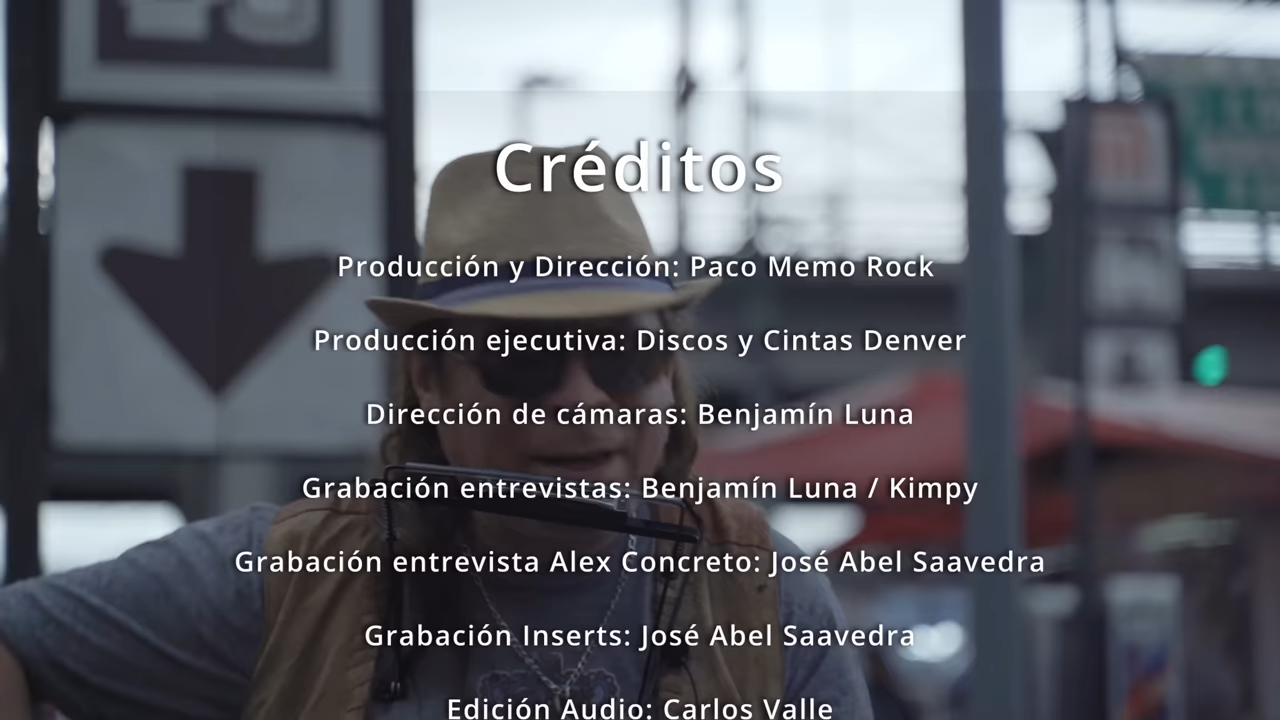 Créditos
Producción y Dirección: Paco Memo Rock
Producción ejecutiva: Discos y Cintas Denver
Dirección de cámaras: Benjamín Luna
Grabación entrevistas: Benjamín Luna / Kimpy
Grabación entrevista Alex Concreto: José Abel Saavedra
Grabación Inserts: José Abel Saavedra
Edición Audio: Carlos Valle